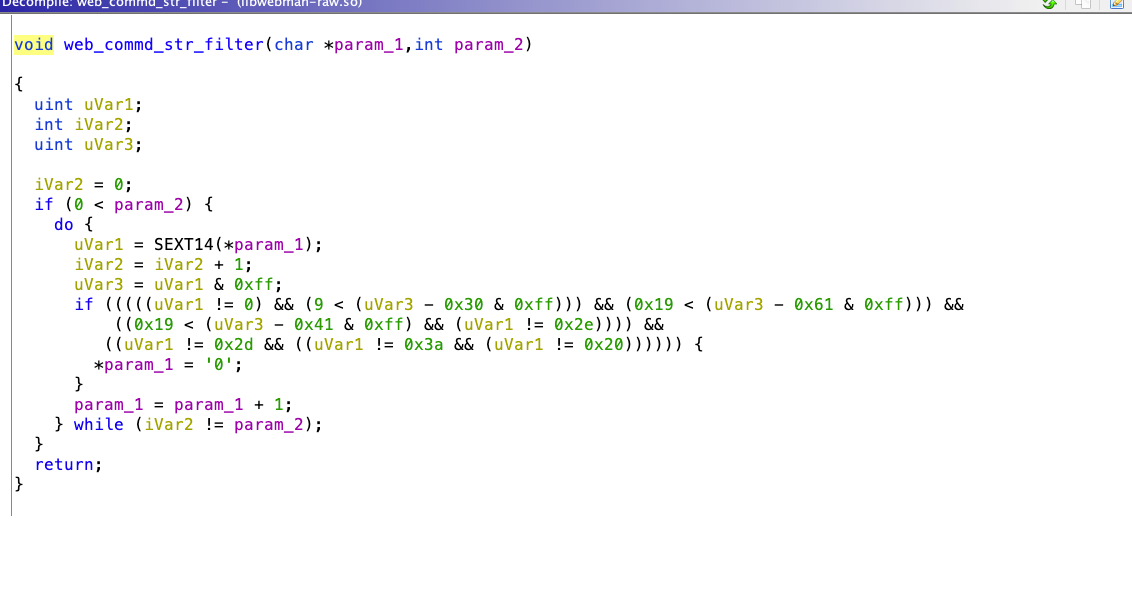 Decompile: web_commd_str_filter - (libwebman-raw.so)
void web_commd_str_filter(char *param_1,int param_2)
{
  uint uVar1;
  int iVar2;
  uint uVar3;
  iVar2 = 0;
  if (0 < param_2) {
    do {
      uVar1 = SEXT14(*param_1);
      iVar2 = iVar2 + 1;
      uVar3 = uVar1 & 0xff;
      if (((((uVar1 != 0) && (9 < (uVar3 - 0x30 & 0xff))) && (0x19 < (uVar3 - 0x61 & 0xff))) &&
          ((0x19 < (uVar3 - 0x41 & 0xff) && (uVar1 != 0x2e)))) &&
         ((uVar1 != 0x2d && ((uVar1 != 0x3a && (uVar1 != 0x20)))))) {
        *param_1 = '0';
      }
      param_1 = param_1 + 1;
    } while (iVar2 != param_2);
  }
  return;
}